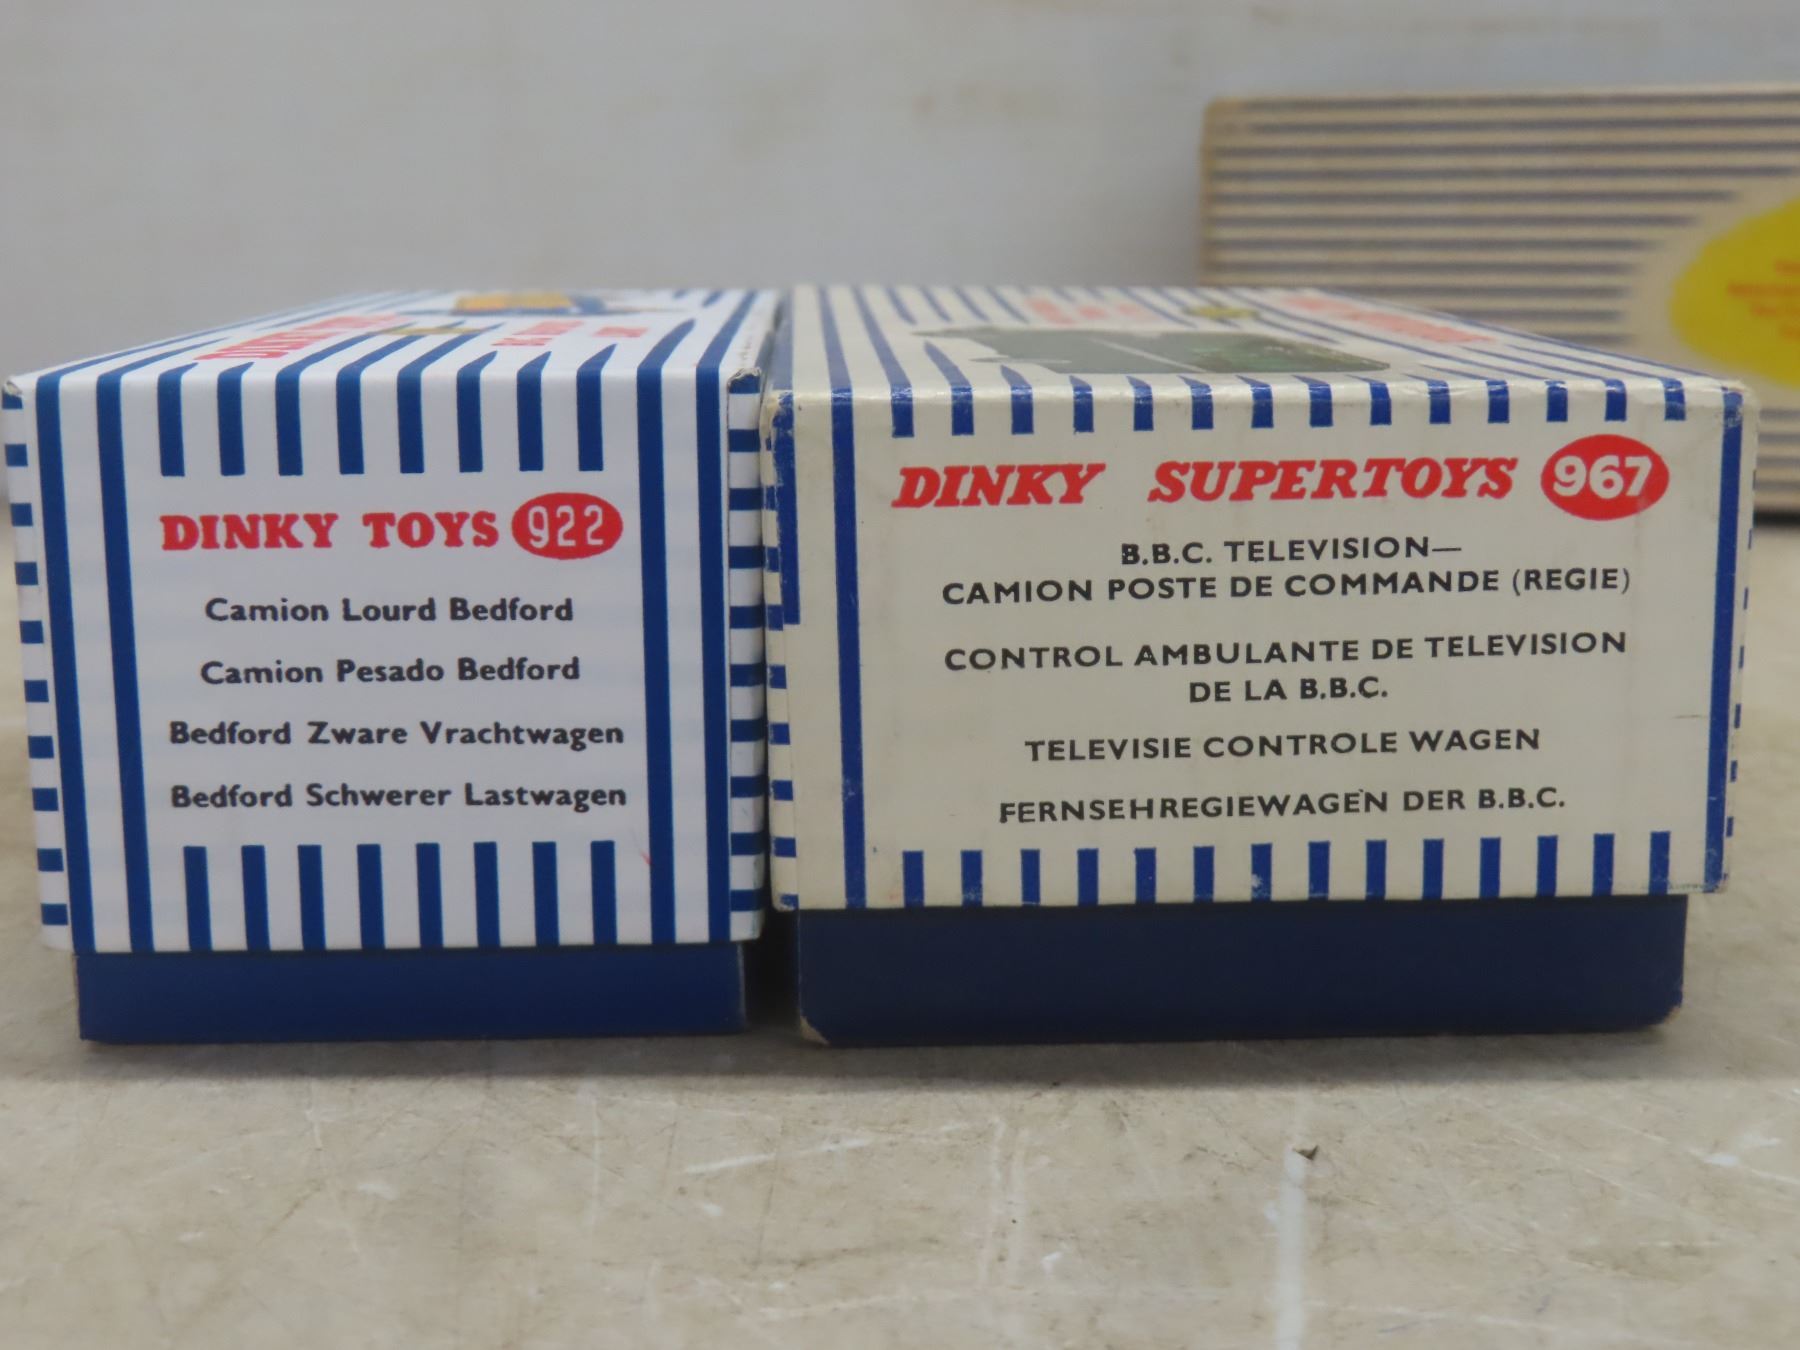 DINKY TOYS 922
Camion Lourd Bedford
Camion Pesado Bedford
Bedford Zware Vrachtwagen
Bedford Schwerer Lastwagen
DINKY SUPERTOYS 967
B.B.C. TELEVISION—
CAMION POSTE DE COMMANDE (REGIE)
CONTROL AMBULANTE DE TELEVISION
DE LA B.B.C.
TELEVISIE CONTROLE WAGEN
FERNSEHREGIEWAGEN DER B.B.C.